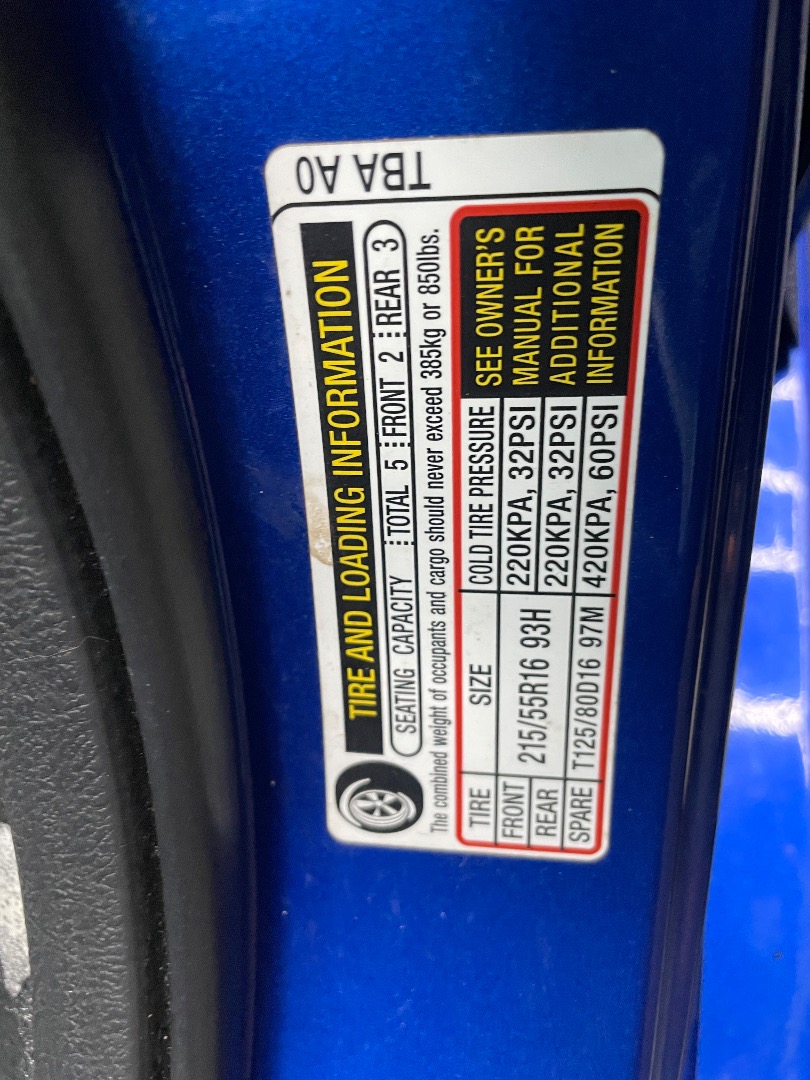 TBA A0
TIRE AND LOADING INFORMATION
SEATING CAPACITY TOTAL 5 FRONT 2 REAR 3
The combined weight of occupants and cargo should never exceed 385kg or 850lbs.
TIRE SIZE COLD TIRE PRESSURE
FRONT 215/55R16 93H 220KPA, 32PSI
REAR 220KPA, 32PSI
SPARE T125/80D16 97M 420KPA, 60PSI
SEE OWNER'S
MANUAL FOR
ADDITIONAL
INFORMATION